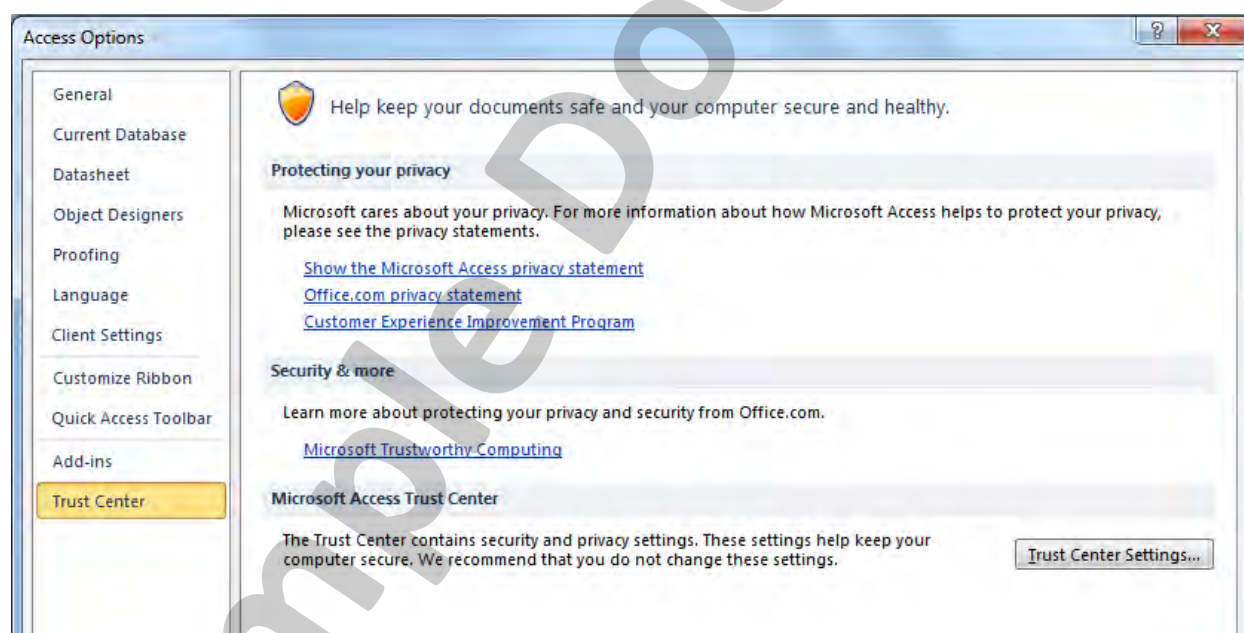 Access Options
General
Current Database
Datasheet
Object Designers
Proofing
Language
Client Settings
Customize Ribbon
Quick Access Toolbar
Add-ins
Trust Center
Help keep your documents safe and your computer secure and healthy.
Protecting your privacy
Microsoft cares about your privacy. For more information about how Microsoft Access helps to protect your privacy,
please see the privacy statements.
Show the Microsoft Access privacy statement
Office.com privacy statement
Customer Experience Improvement Program
Security & more
Learn more about protecting your privacy and security from Office.com.
Microsoft Trustworthy Computing
Microsoft Access Trust Center
The Trust Center contains security and privacy settings. These settings help keep your
computer secure. We recommend that you do not change these settings.
Trust Center Settings...
mple Do